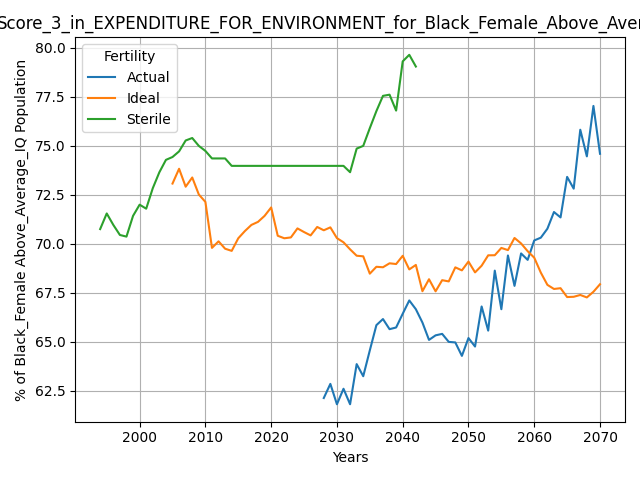 Score_3_in_EXPENDITURE_FOR_ENVIRONMENT_for_Black_Female_Above_Aver
% of Black_Female Above_Average_IQ Population
80.0
77.5
75.0
72.5
70.0
67.5
65.0
62.5
Fertility
Actual
Ideal
Sterile
2000 2010 2020 2030 2040 2050 2060 2070
Years